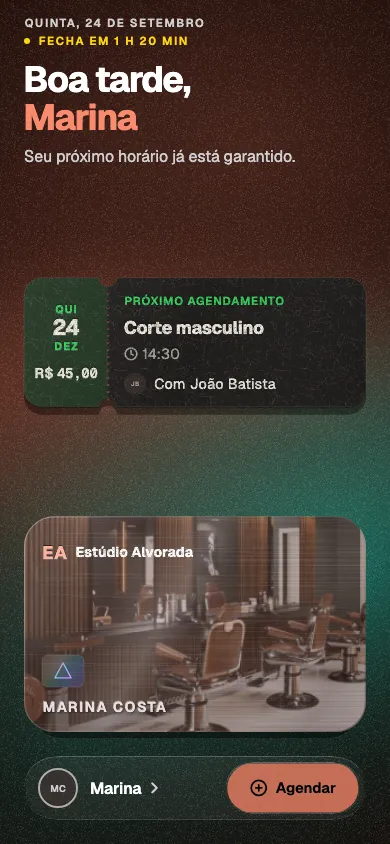 QUINTA, 24 DE SETEMBRO
FECHA EM 1 H 20 MIN
Boa tarde,
Marina
Seu próximo horário já está garantido.
QUI
24
DEZ
R$ 45,00
PRÓXIMO AGENDAMENTO
Corte masculino
14:30
JB Com João Batista
EA Estúdio Alvorada
MARINA COSTA
MC Marina
Agendar